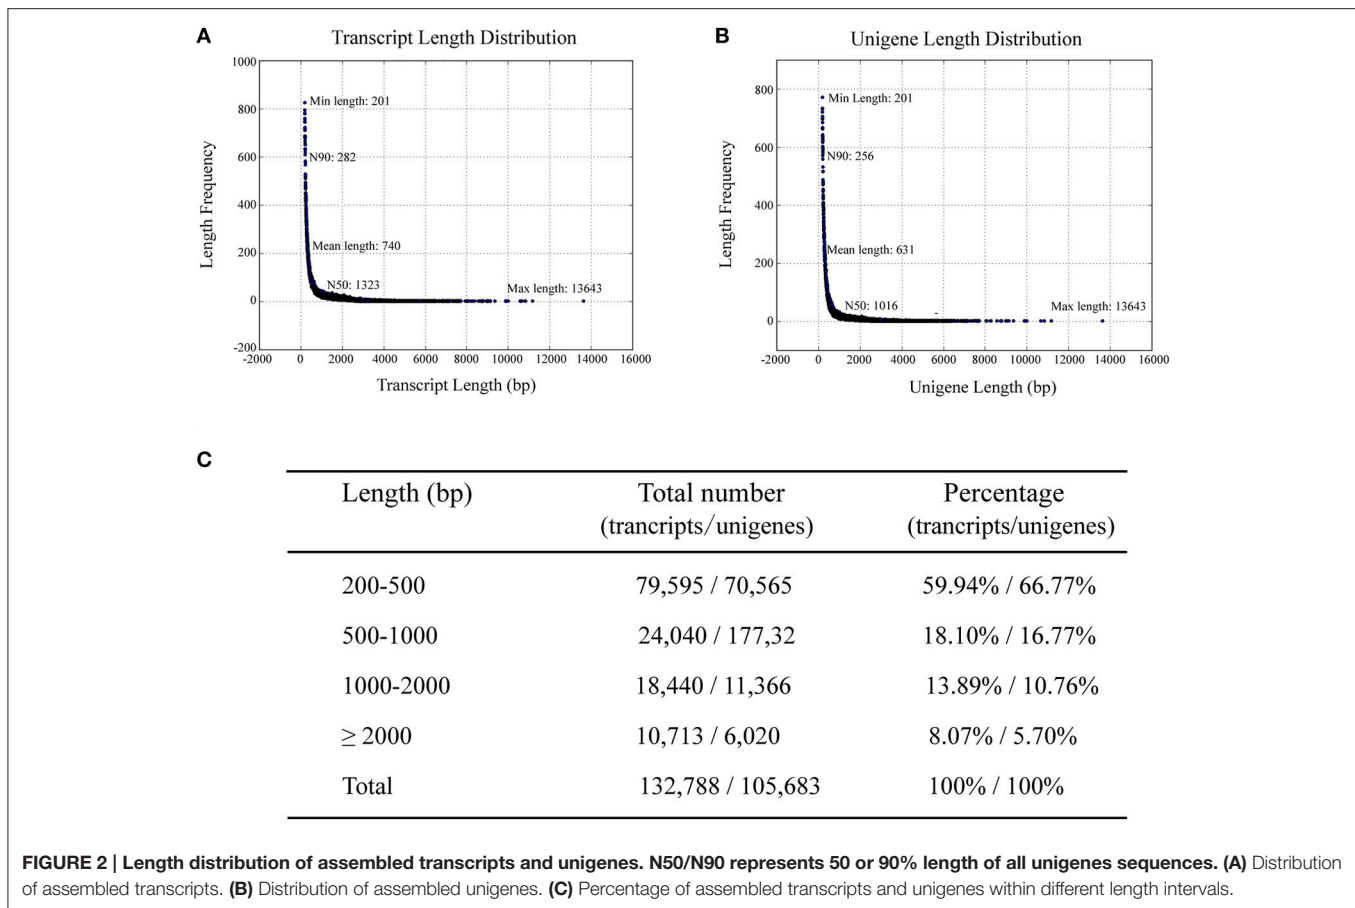 A
Transcript Length Distribution
1000
800
600
400
200
0
-200
-2000 0 2000 4000 6000 8000 10000 12000 14000 16000
Length Frequency
Min length: 201
N90: 282
Mean length: 740
N50: 1323
Max length: 13643
Transcript Length (bp)
B
Unigene Length Distribution
800
600
400
200
0
-2000 0 2000 4000 6000 8000 10000 12000 14000 16000
Length Frequency
Min Length: 201
N90: 256
Mean length: 631
N50: 1016
Max length: 13643
Unigene Length (bp)
C
Length (bp) Total number Percentage
(trancripts/unigenes) (trancripts/unigenes)
200-500 79,595 / 70,565 59.94% / 66.77%
500-1000 24,040 / 177,32 18.10% / 16.77%
1000-2000 18,440 / 11,366 13.89% / 10.76%
≥ 2000 10,713 / 6,020 8.07% / 5.70%
Total 132,788 / 105,683 100% / 100%
FIGURE 2 | Length distribution of assembled transcripts and unigenes. N50/N90 represents 50 or 90% length of all unigenes sequences. (A) Distribution
of assembled transcripts. (B) Distribution of assembled unigenes. (C) Percentage of assembled transcripts and unigenes within different length intervals.